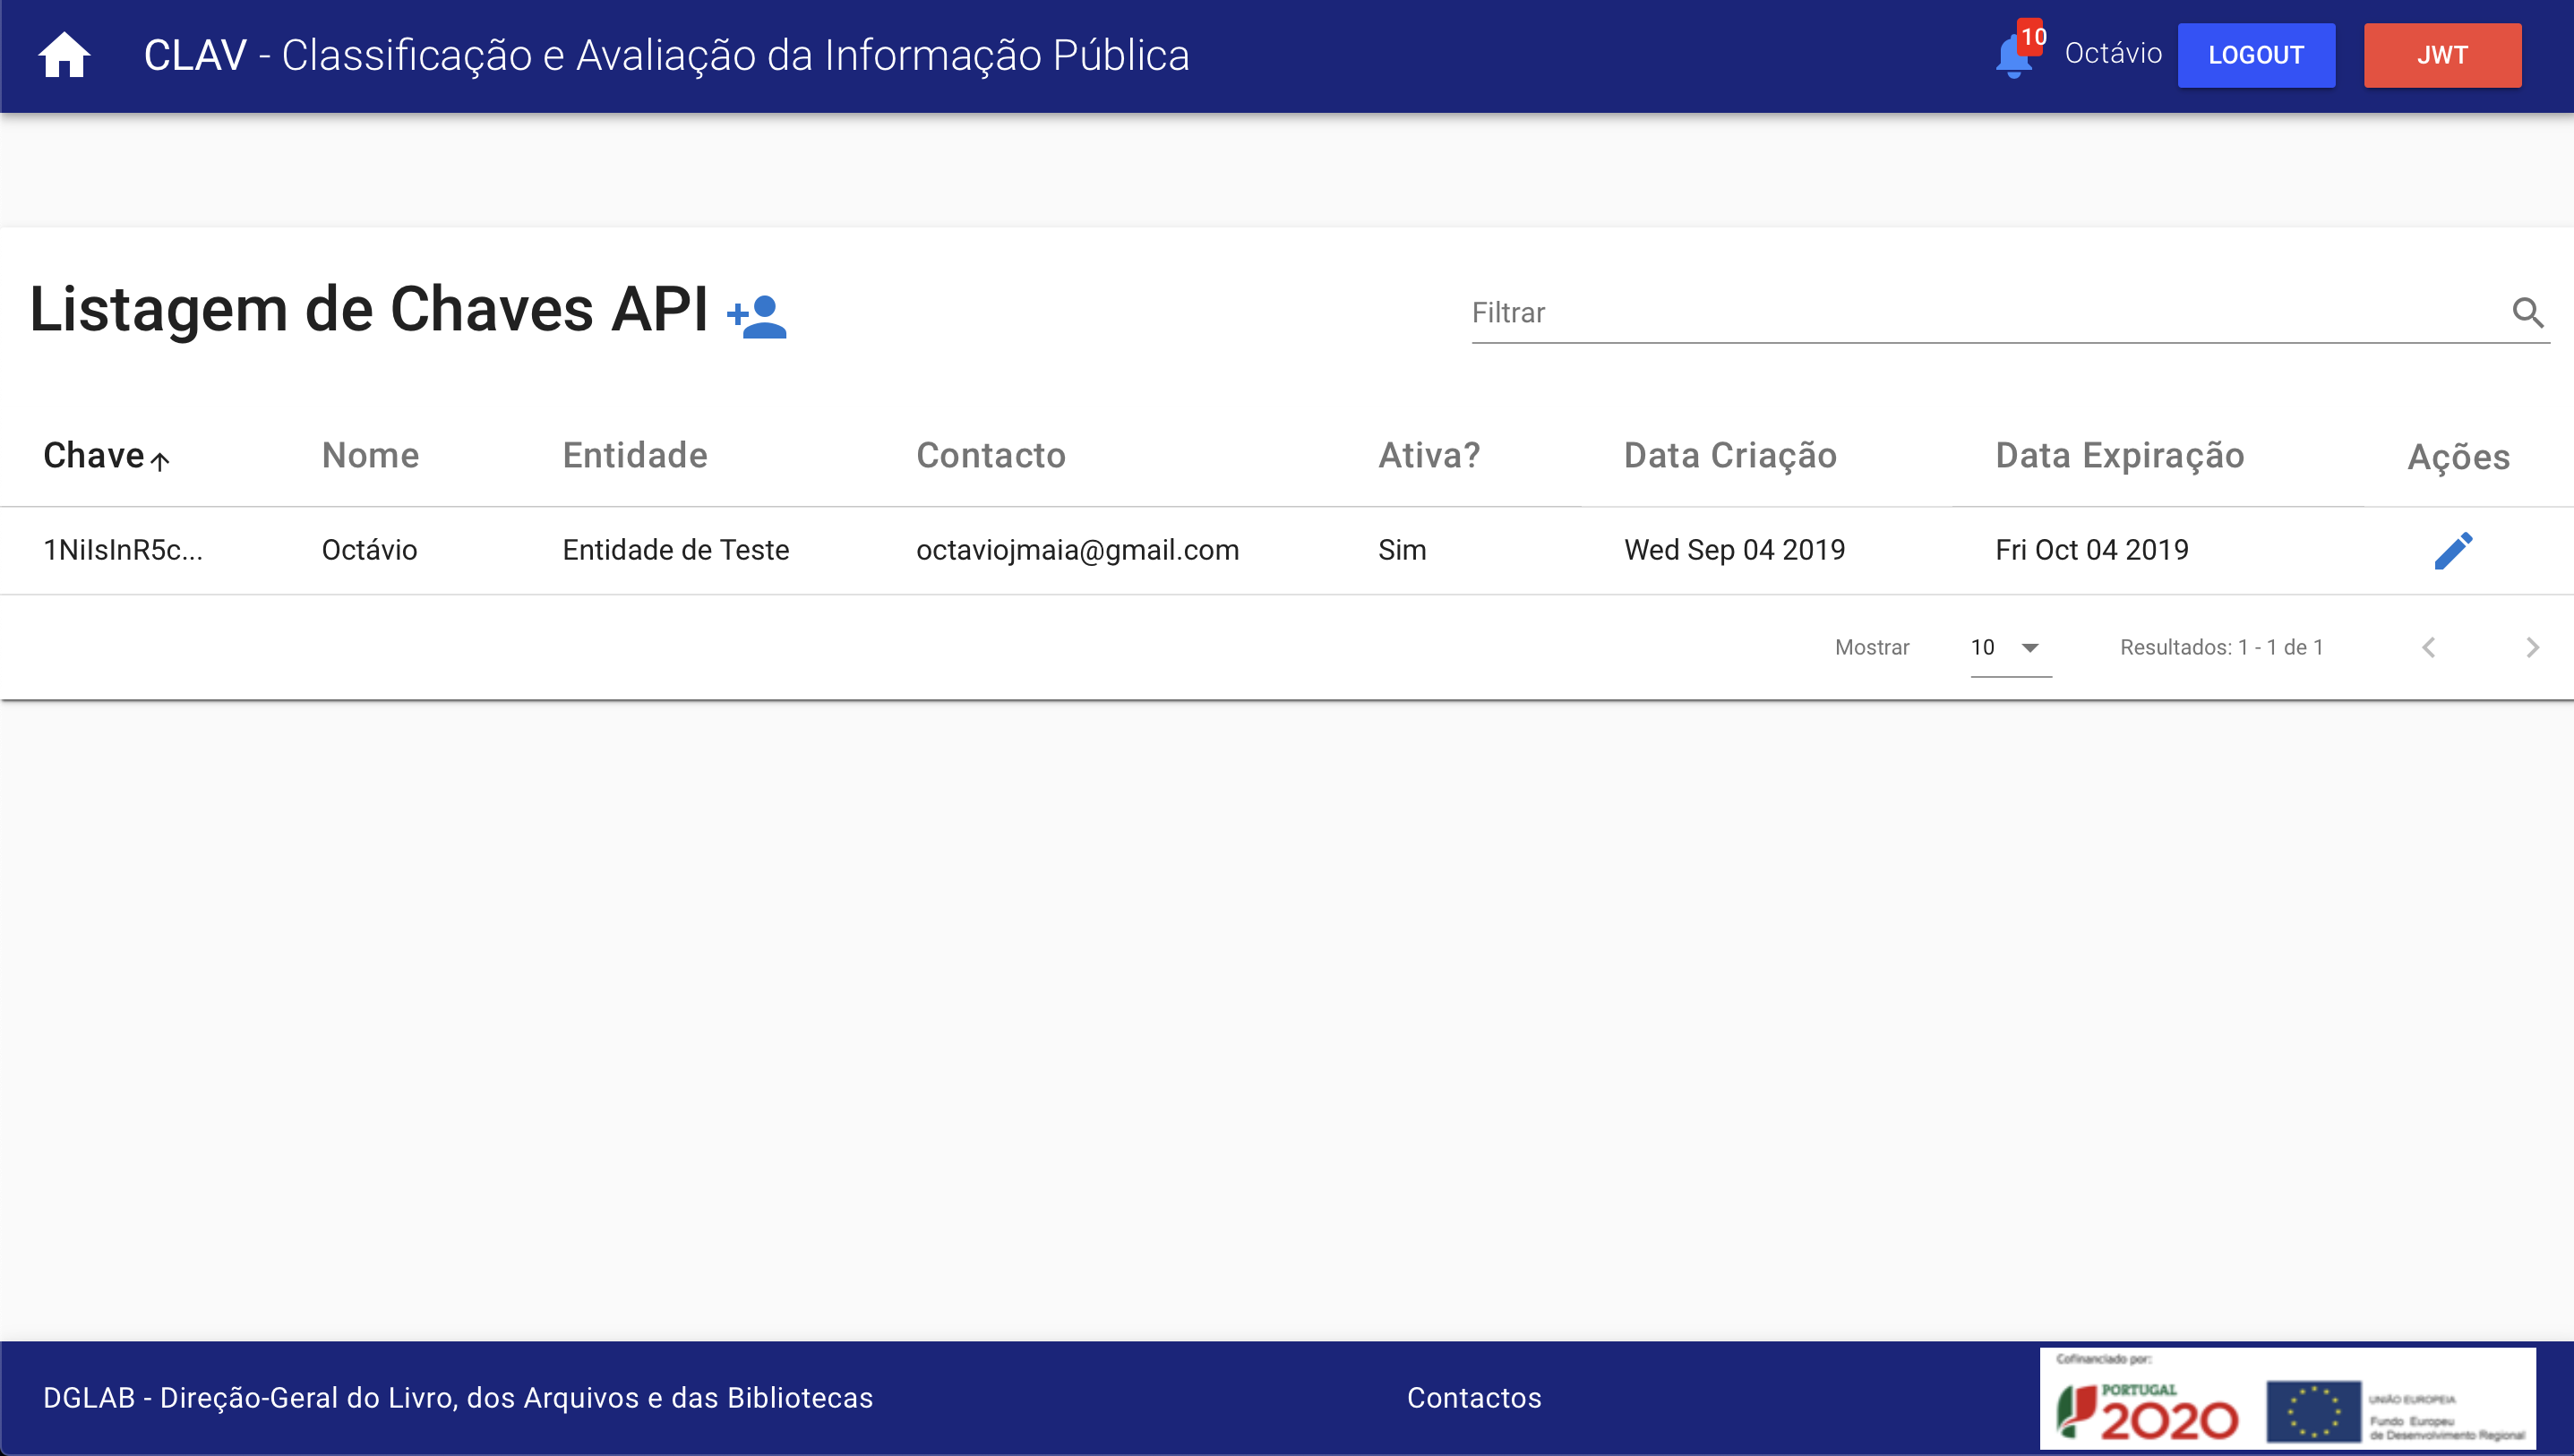 CLAV - Classificação e Avaliação da Informação Pública
10
Octávio
LOGOUT
JWT
Listagem de Chaves API
Filtrar
Chave Nome Entidade Contacto Ativa? Data Criação Data Expiração Ações
1NiIsInR5c... Octávio Entidade de Teste octaviojmaia@gmail.com Sim Wed Sep 04 2019 Fri Oct 04 2019
Mostrar 10 Resultados: 1 - 1 de 1
DGLAB - Direção-Geral do Livro, dos Arquivos e das Bibliotecas
Contactos
Cofinanciado por:
PORTUGAL
2020
UNIÃO EUROPEIA
Fundo Europeu
de Desenvolvimento Regional